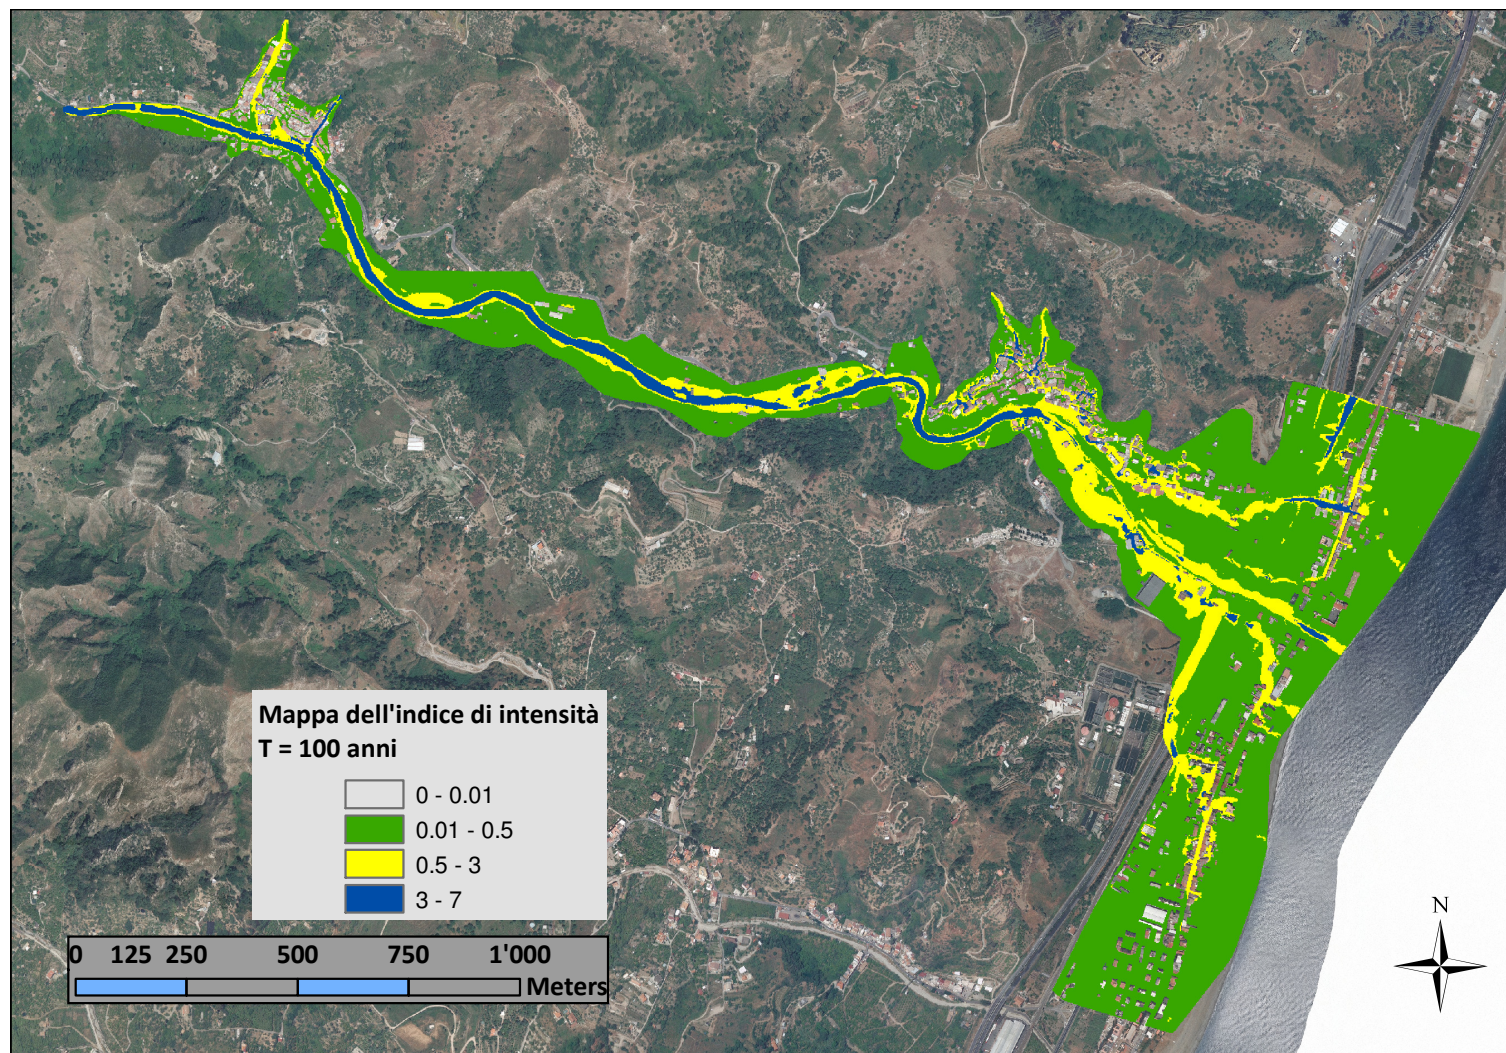 Mappa dell'indice di intensità
T = 100 anni
0 - 0.01
0.01 - 0.5
0.5 - 3
3 - 7
0 125 250 500 750 1'000
Meters
N